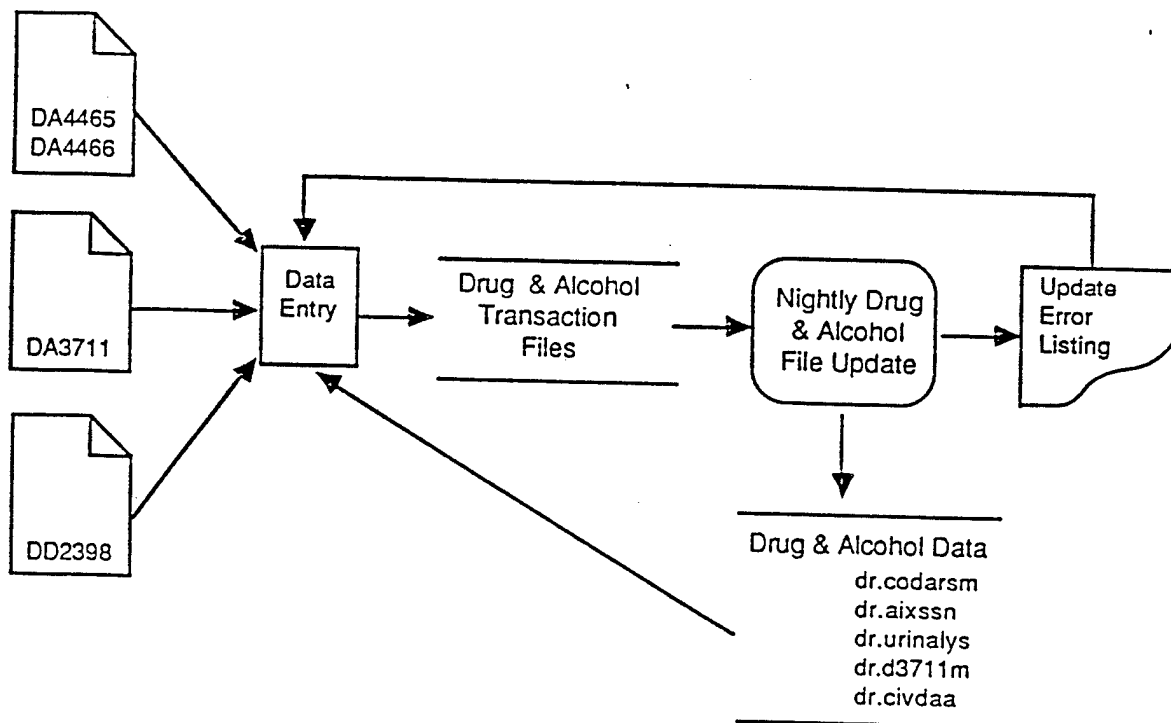 DA4465
DA4466
DA3711
DD2398
Data
Entry
Drug & Alcohol
Transaction
Files
Nightly Drug
& Alcohol
File Update
Update
Error
Listing
Drug & Alcohol Data
dr.codarsm
dr.aixssn
dr.urinalys
dr.d3711m
dr.civdaa